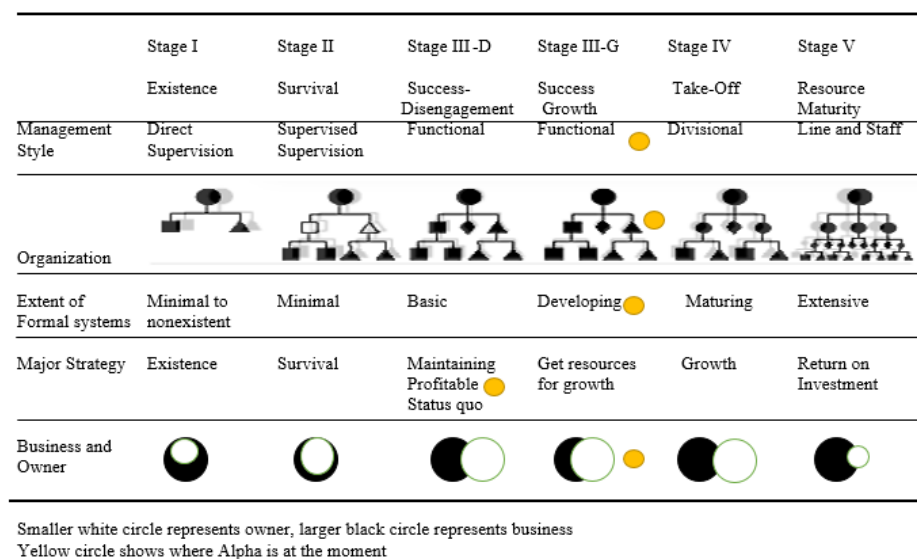 Stage I Stage II Stage III-D Stage III-G Stage IV Stage V
Existence Survival Success- Success Take-Off Resource
Disengagement Growth Maturity
Management Direct Supervised Functional Functional Divisional Line and Staff
Style Supervision Supervision
Organization
Extent of Minimal to Minimal Basic Developing Maturing Extensive
Formal systems nonexistent
Major Strategy Existence Survival Maintaining Get resources Growth Return on
Profitable for growth Investment
Status quo
Business and
Owner
Smaller white circle represents owner, larger black circle represents business
Yellow circle shows where Alpha is at the moment